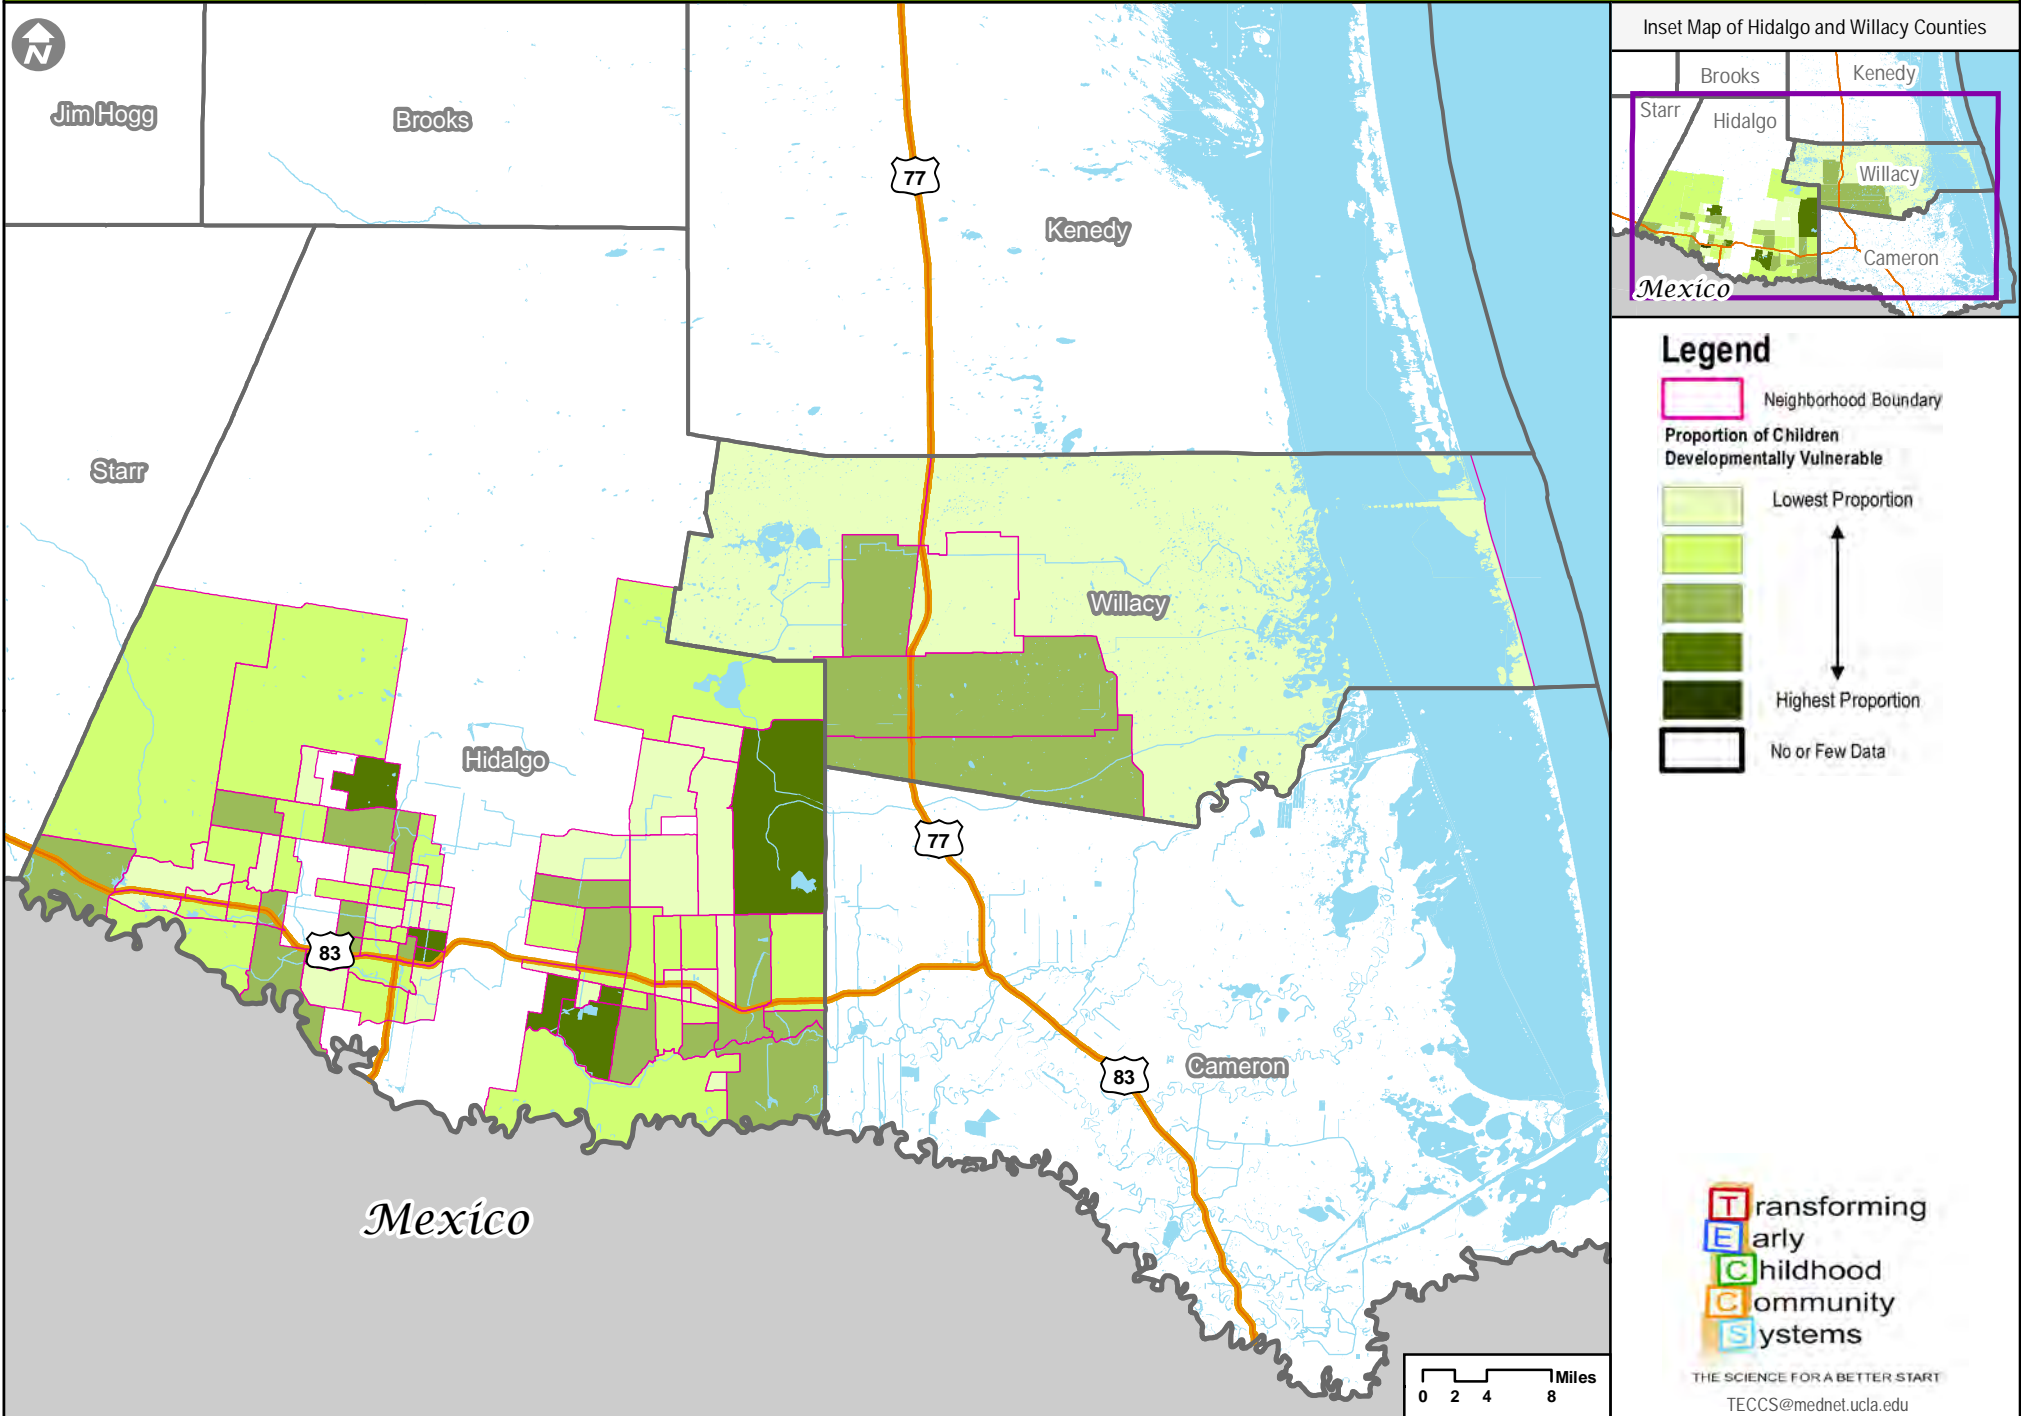 N
Jim Hogg
Brooks
77
Kenedy
Starr
Willacy
Hidalgo
77
83
Cameron
83
Mexico
Miles
0 2 4 8
Inset Map of Hidalgo and Willacy Counties
Brooks
Kenedy
Starr
Hidalgo
Willacy
Cameron
Mexico
Legend
Neighborhood Boundary
Proportion of Children
Developmentally Vulnerable
Lowest Proportion
Highest Proportion
No or Few Data
Transforming
Early
Childhood
Community
Systems
THE SCIENCE FOR A BETTER START
TECCS@mednet.ucla.edu